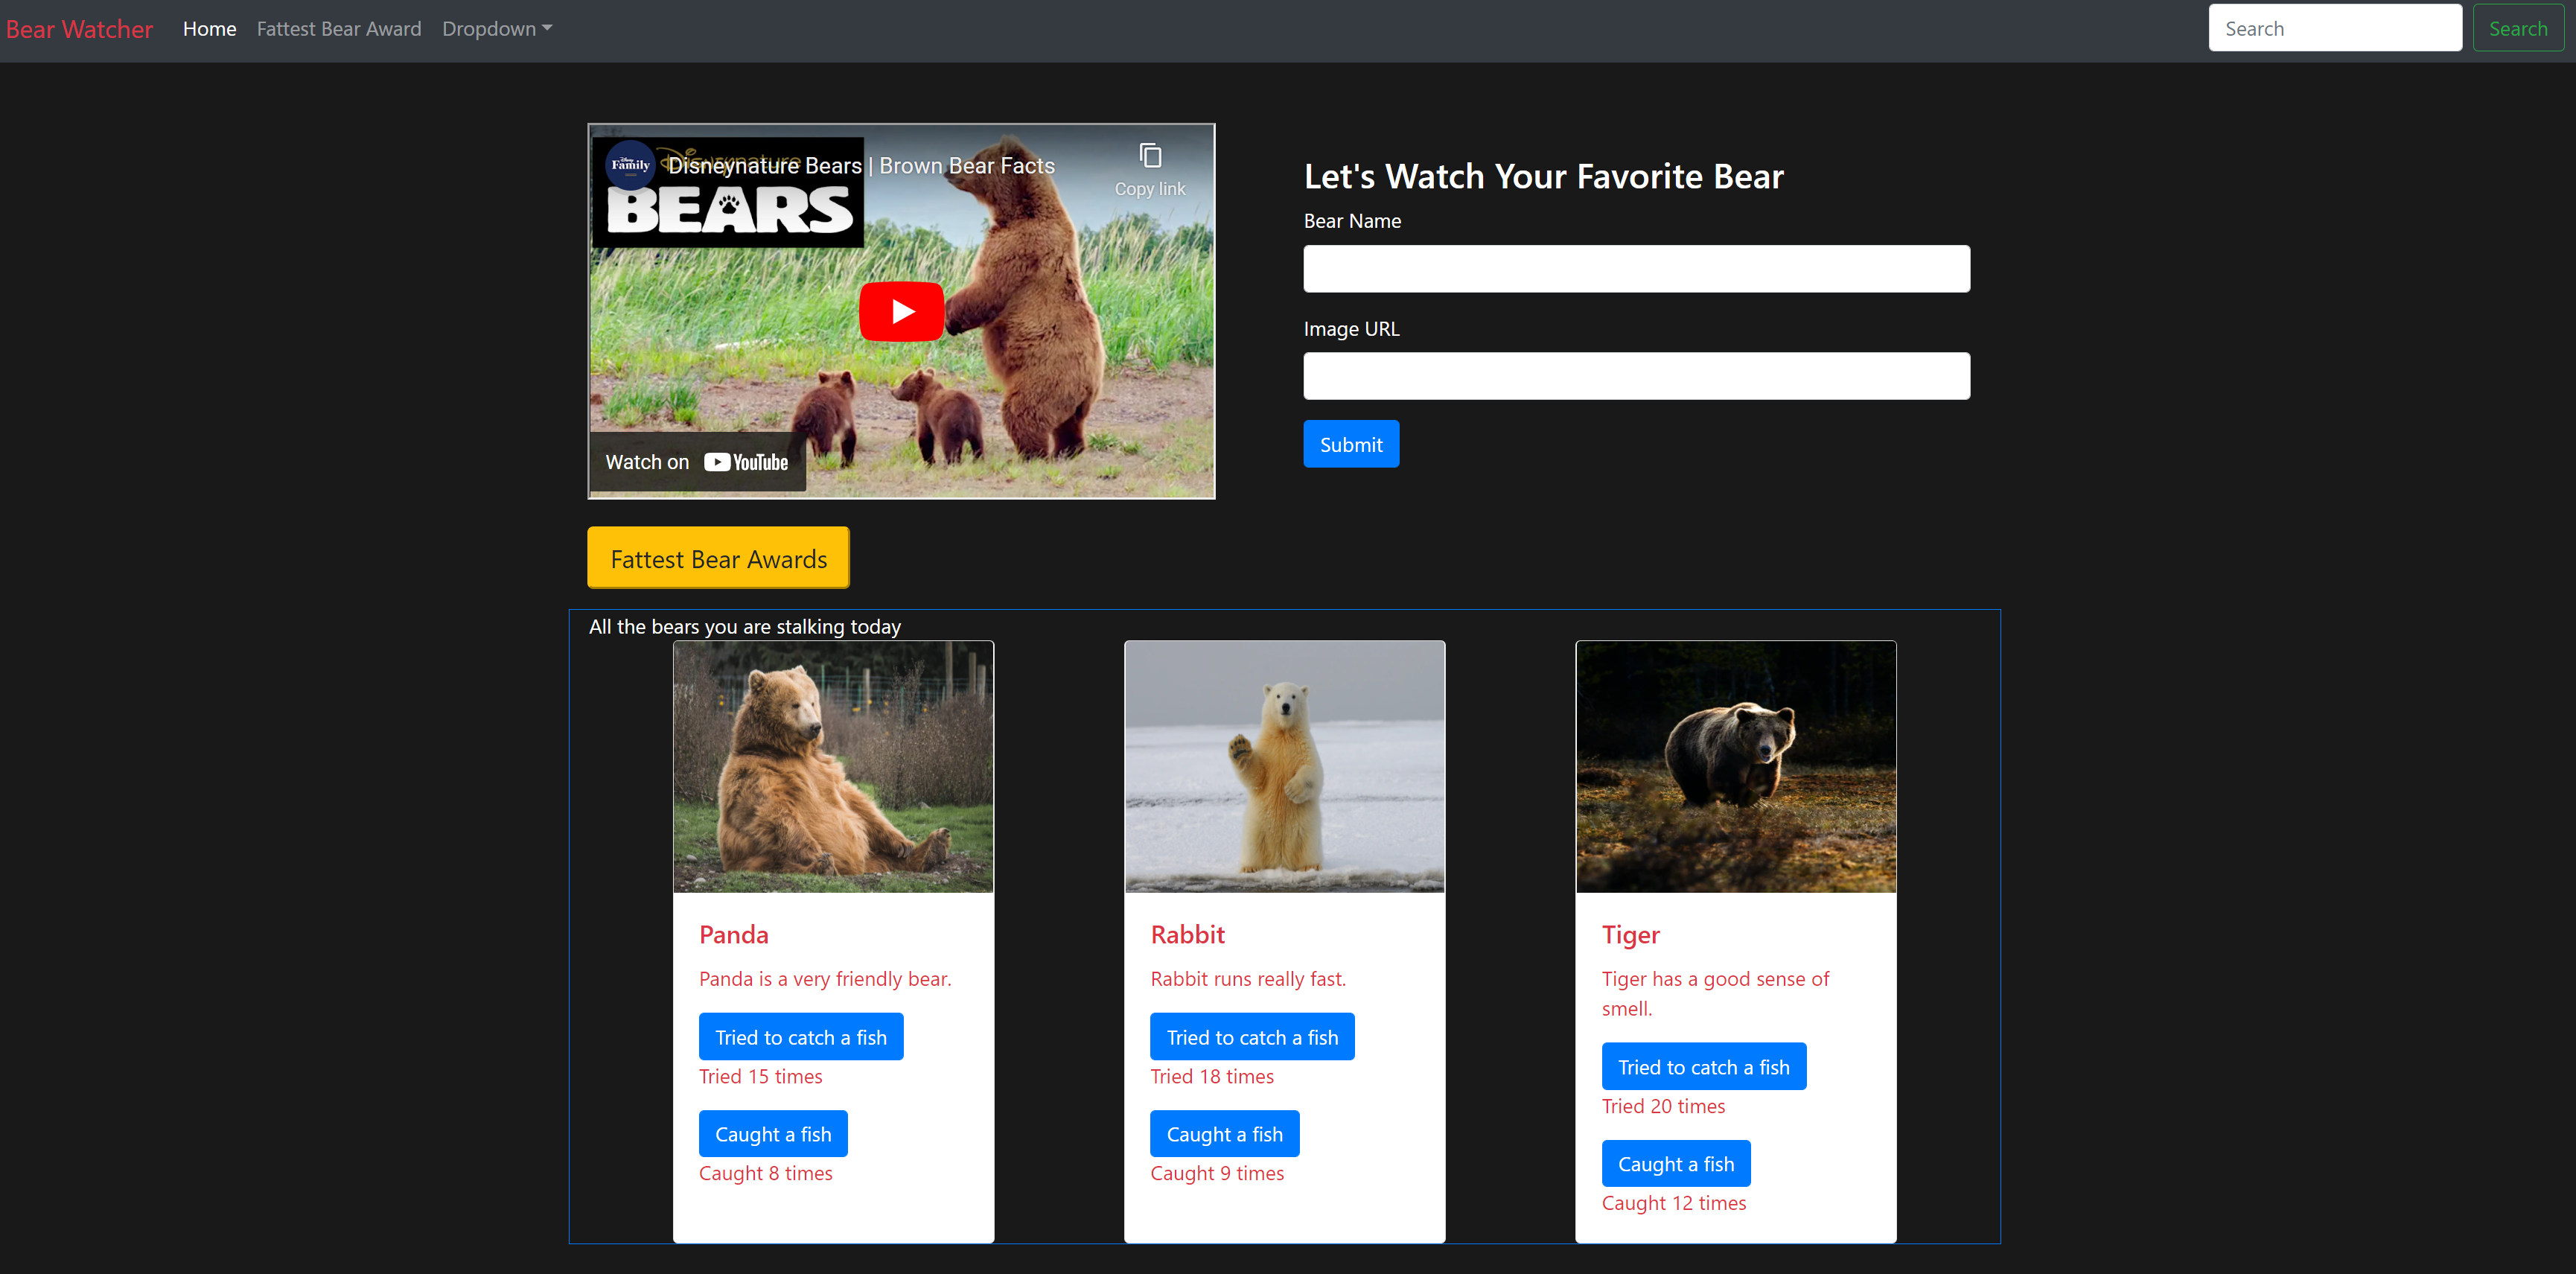 Bear Watcher Home Fattest Bear Award Dropdown Search Search
Disneynature
Family
Disneynature Bears | Brown Bear Facts
Copy link
BEARS
Watch on YouTube
Let's Watch Your Favorite Bear
Bear Name
Image URL
Submit
Fattest Bear Awards
All the bears you are stalking today
Panda
Panda is a very friendly bear.
Tried to catch a fish
Tried 15 times
Caught a fish
Caught 8 times
Rabbit
Rabbit runs really fast.
Tried to catch a fish
Tried 18 times
Caught a fish
Caught 9 times
Tiger
Tiger has a good sense of
smell.
Tried to catch a fish
Tried 20 times
Caught a fish
Caught 12 times